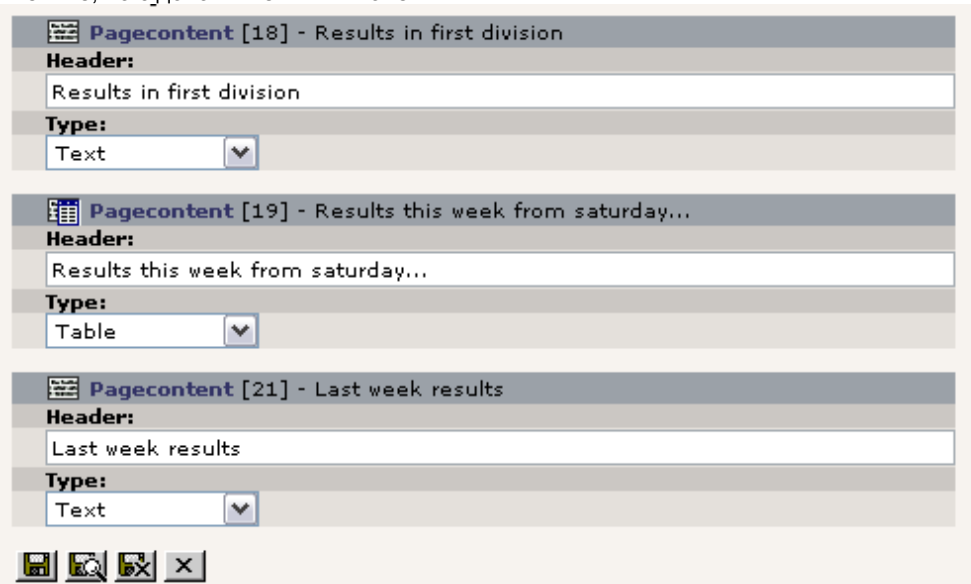 Pagecontent [18] - Results in first division
Header:
Results in first division
Type:
Text
Pagecontent [19] - Results this week from saturday...
Header:
Results this week from saturday...
Type:
Table
Pagecontent [21] - Last week results
Header:
Last week results
Type:
Text